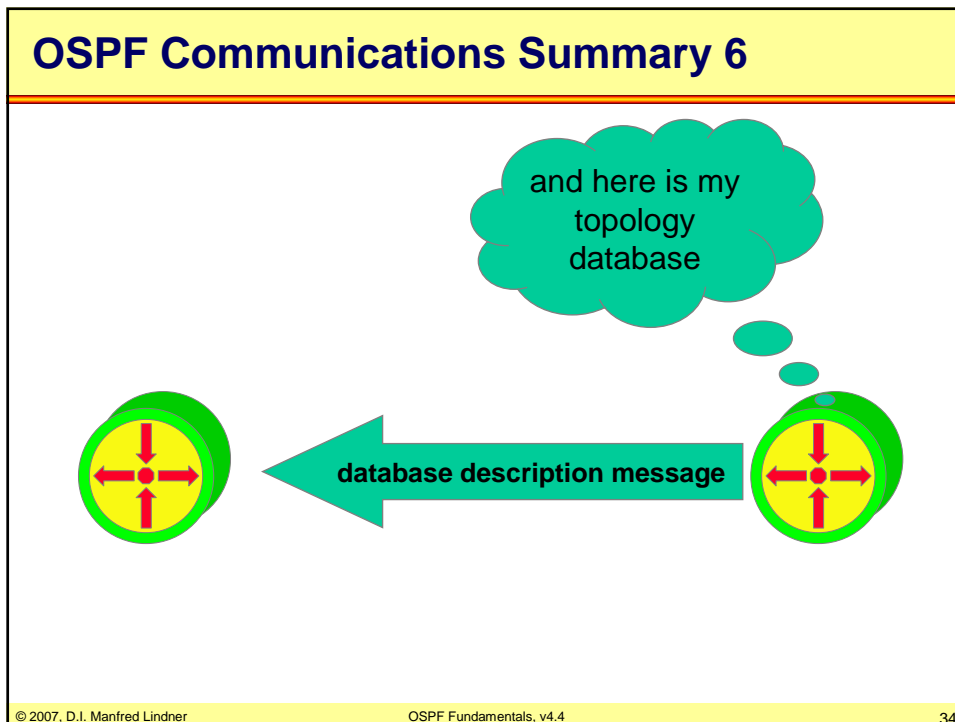 OSPF Communications Summary 6
and here is my
topology
database
database description message
© 2007, D.I. Manfred Lindner
OSPF Fundamentals, v4.4
34